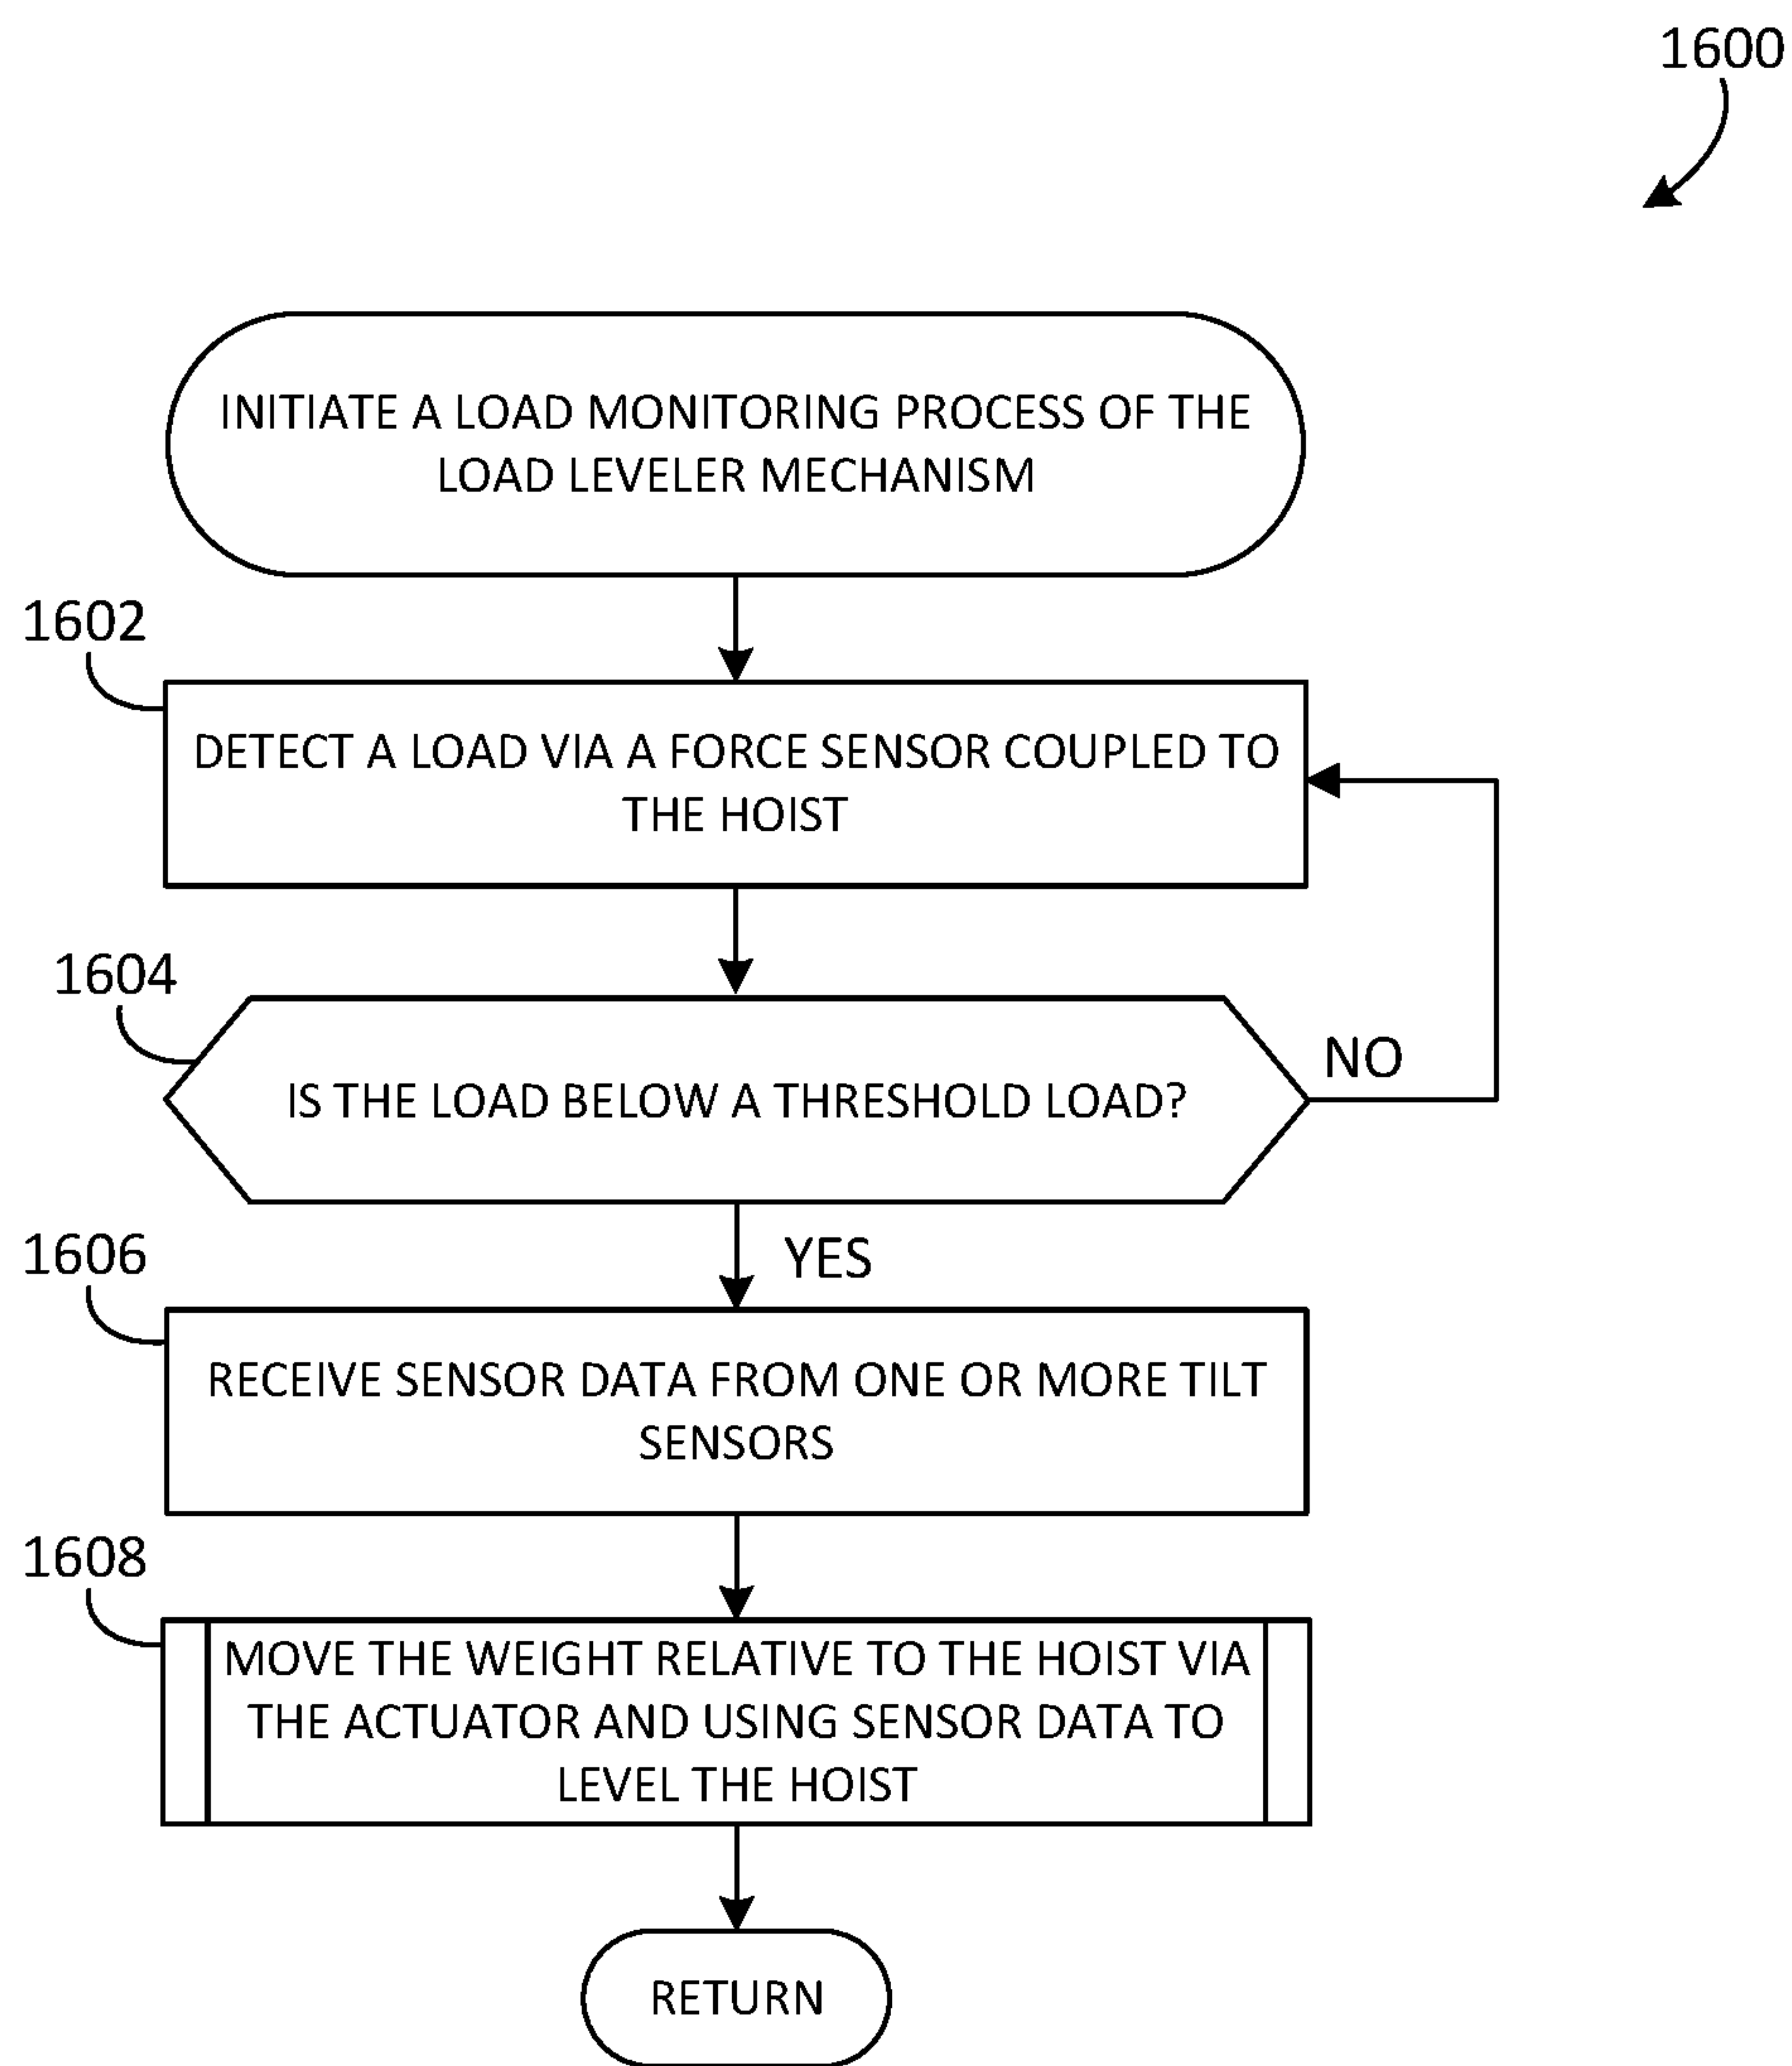 1600
INITIATE A LOAD MONITORING PROCESS OF THE
LOAD LEVELER MECHANISM
1602
DETECT A LOAD VIA A FORCE SENSOR COUPLED TO
THE HOIST
1604
IS THE LOAD BELOW A THRESHOLD LOAD?
NO
YES
1606
RECEIVE SENSOR DATA FROM ONE OR MORE TILT
SENSORS
1608
MOVE THE WEIGHT RELATIVE TO THE HOIST VIA
THE ACTUATOR AND USING SENSOR DATA TO
LEVEL THE HOIST
RETURN